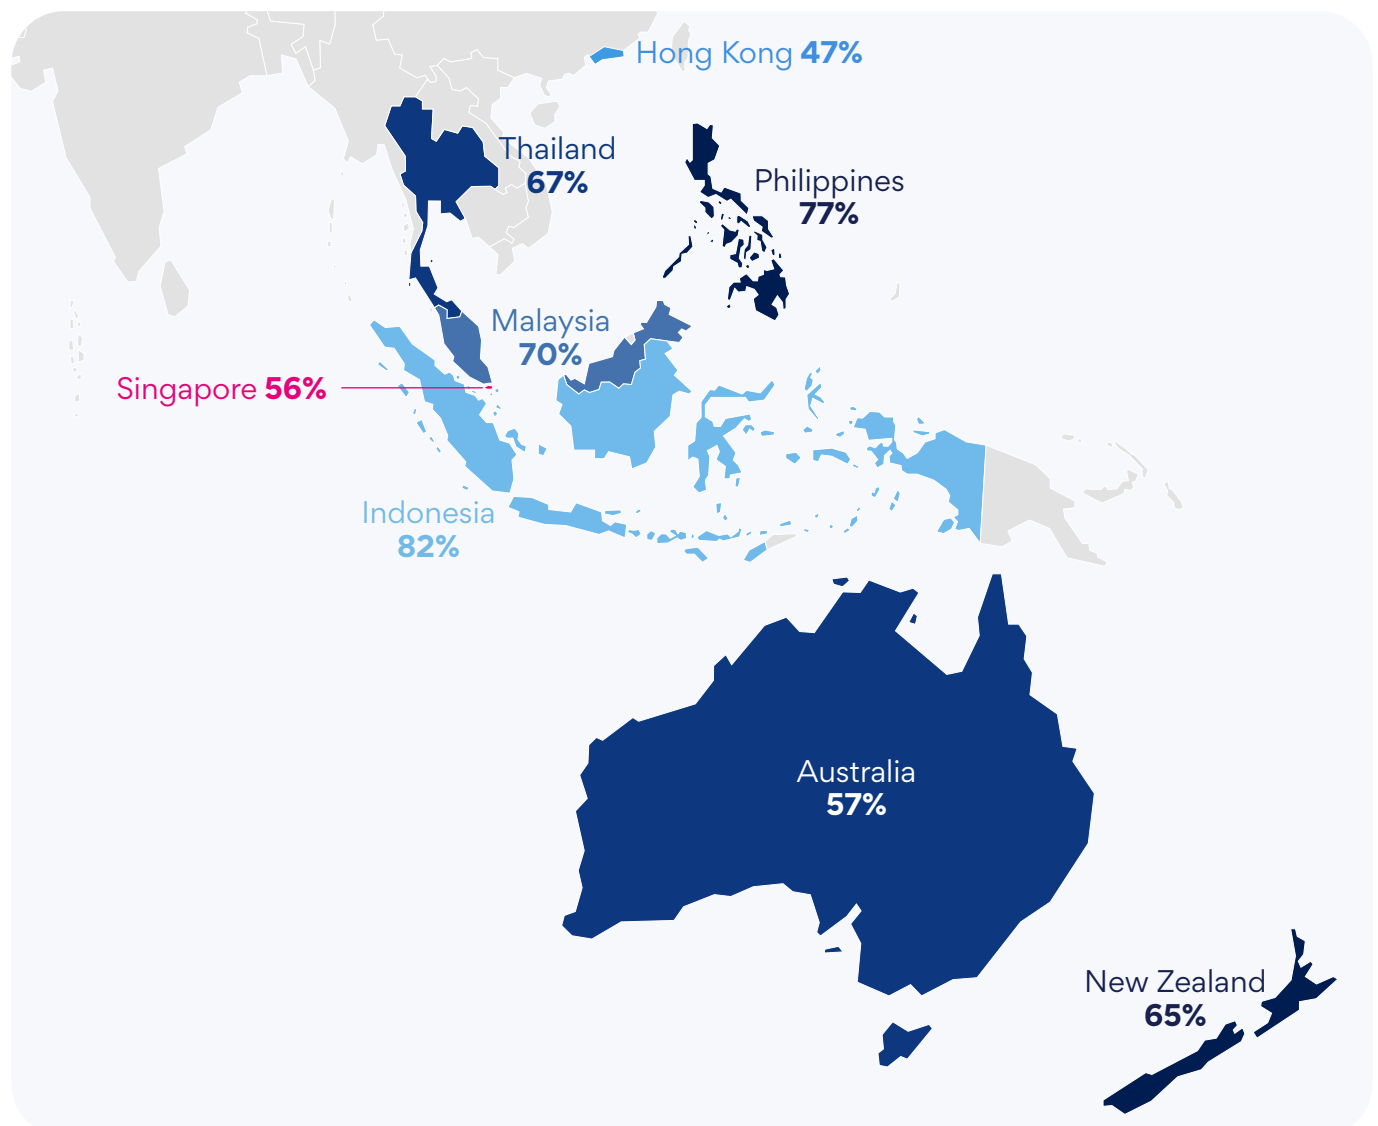 Hong Kong 47%
Thailand
67%
Philippines
77%
Malaysia
70%
Singapore 56%
Indonesia
82%
Australia
57%
New Zealand
65%